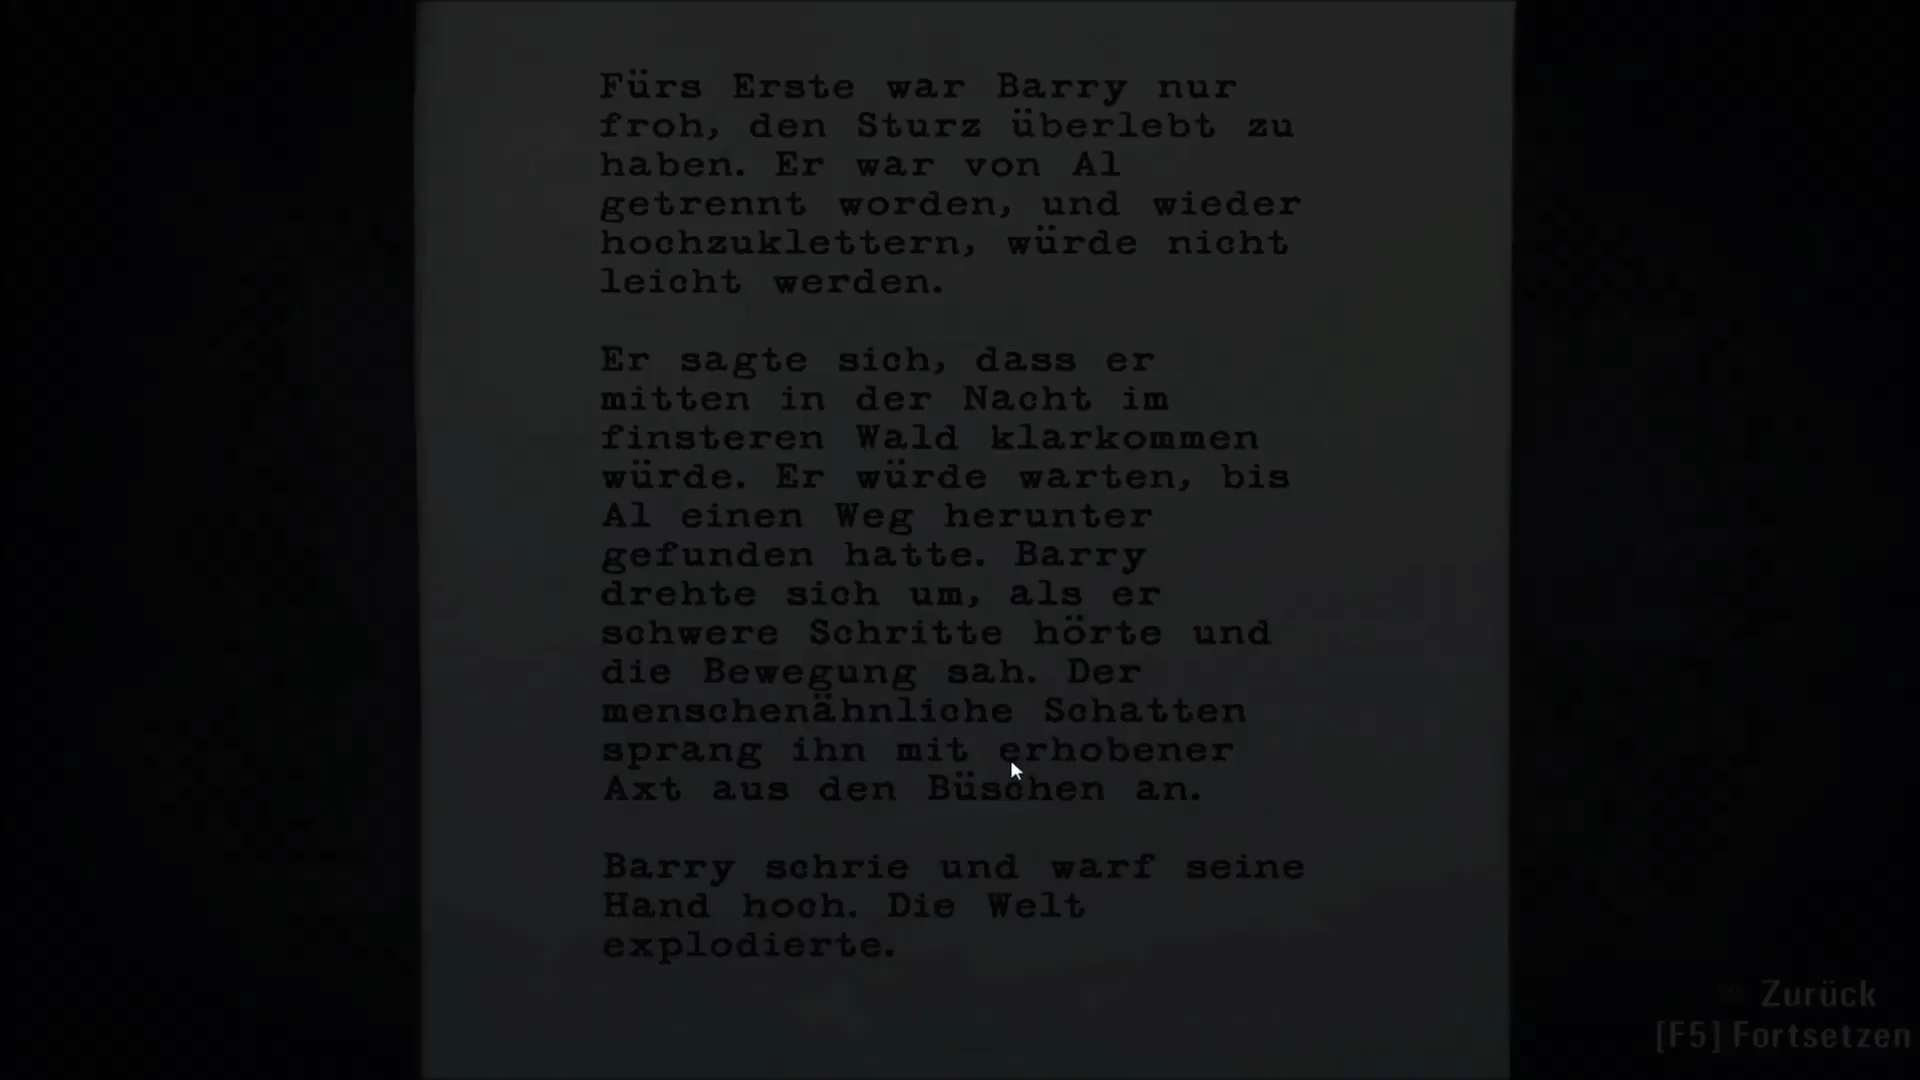 Fürs Erste war Barry nur
froh, den Sturz überlebt zu
haben. Er war von Al
getrennt worden, und wieder
hochzuklettern, würde nicht
leicht werden.
Er sagte sich, dass er
mitten in der Nacht im
finsteren Wald klarkommen
würde. Er würde warten, bis
Al einen Weg herunter
gefunden hatte. Barry
drehte sich um, als er
schwere Schritte hörte und
die Bewegung sah. Der
menschenähnliche Schatten
sprang ihn mit erhobener
Axt aus den Büschen an.
Barry schrie und warf seine
Hand hoch. Die Welt
explodierte.
Zurück
[F5] Fortsetzen